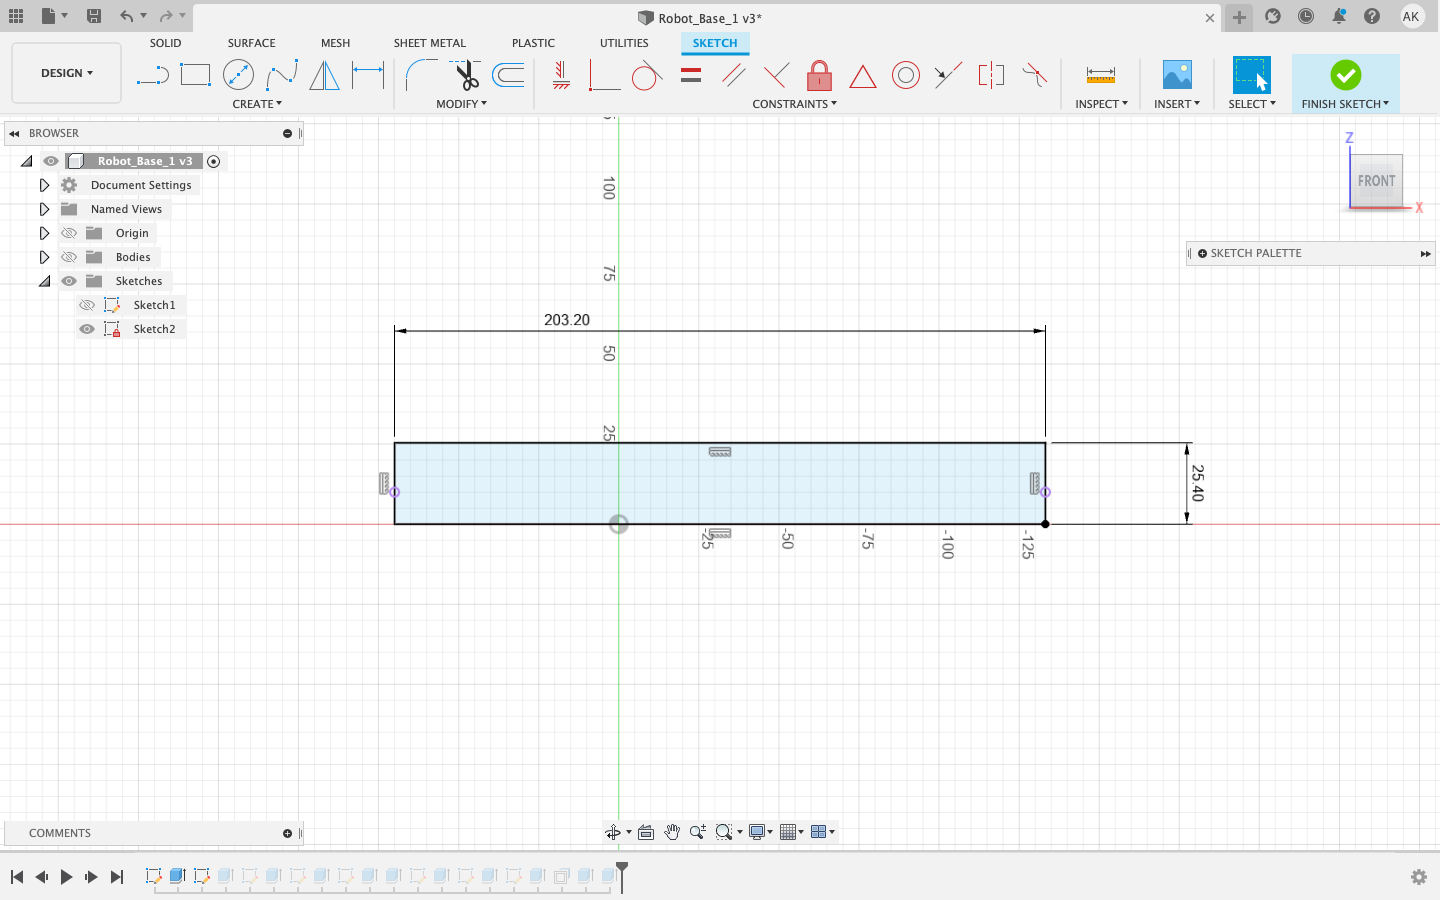 Robot_Base_1 v3*
AK
DESIGN
SOLID
SURFACE
MESH
SHEET METAL
PLASTIC
UTILITIES
SKETCH
CREATE
MODIFY
CONSTRAINTS
INSPECT
INSERT
SELECT
FINISH SKETCH
BROWSER
Robot_Base_1 v3
Document Settings
Named Views
Origin
Bodies
Sketches
Sketch1
Sketch2
Z
FRONT
X
SKETCH PALETTE
100
75
203.20
50
25
25.40
-25
-50
-75
-100
-125
COMMENTS